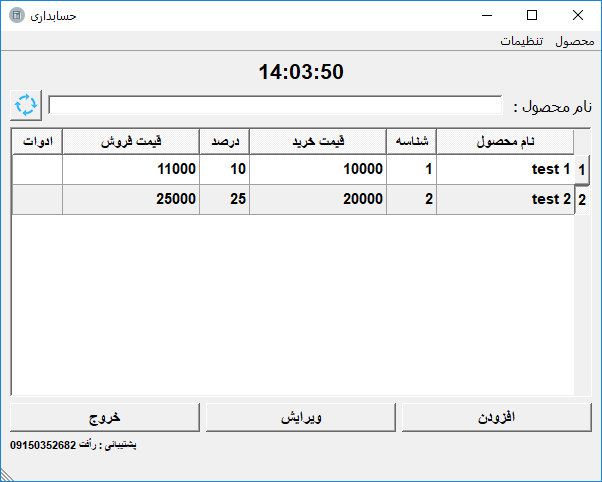 حسابداری
محصول تنظیمات
14:03:50
نام محصول :
نام محصول شناسه قیمت خرید درصد قیمت فروش ادوات
1 test 1 1 10000 10 11000
2 test 2 2 20000 25 25000
افزودن ویرایش خروج
پشتیبانی : رأفت 09150352682